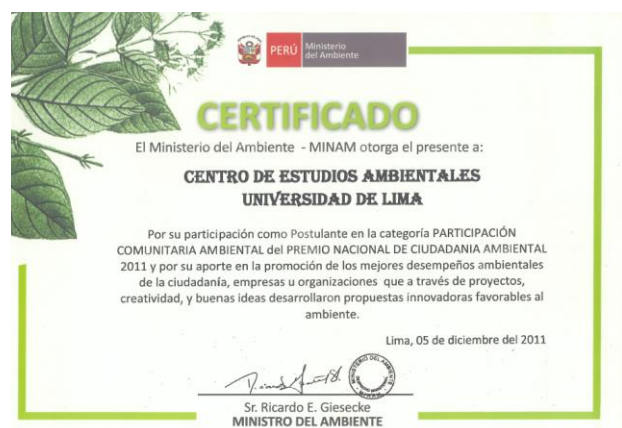 PERÚ
Ministerio
del Ambiente
CERTIFICADO
El Ministerio del Ambiente - MINAM otorga el presente a:
CENTRO DE ESTUDIOS AMBIENTALES
UNIVERSIDAD DE LIMA
Por su participación como Postulante en la categoría PARTICIPACIÓN
COMUNITARIA AMBIENTAL del PREMIO NACIONAL DE CIUDADANIA AMBIENTAL
2011 y por su aporte en la promoción de los mejores desempeños ambientales
de la ciudadanía, empresas u organizaciones que a través de proyectos,
creatividad, y buenas ideas desarrollaron propuestas innovadoras favorables al
ambiente.
Lima, 05 de diciembre del 2011
MINISTERIO DEL AMBIENTE
MINAM
Sr. Ricardo E. Giesecke
MINISTRO DEL AMBIENTE